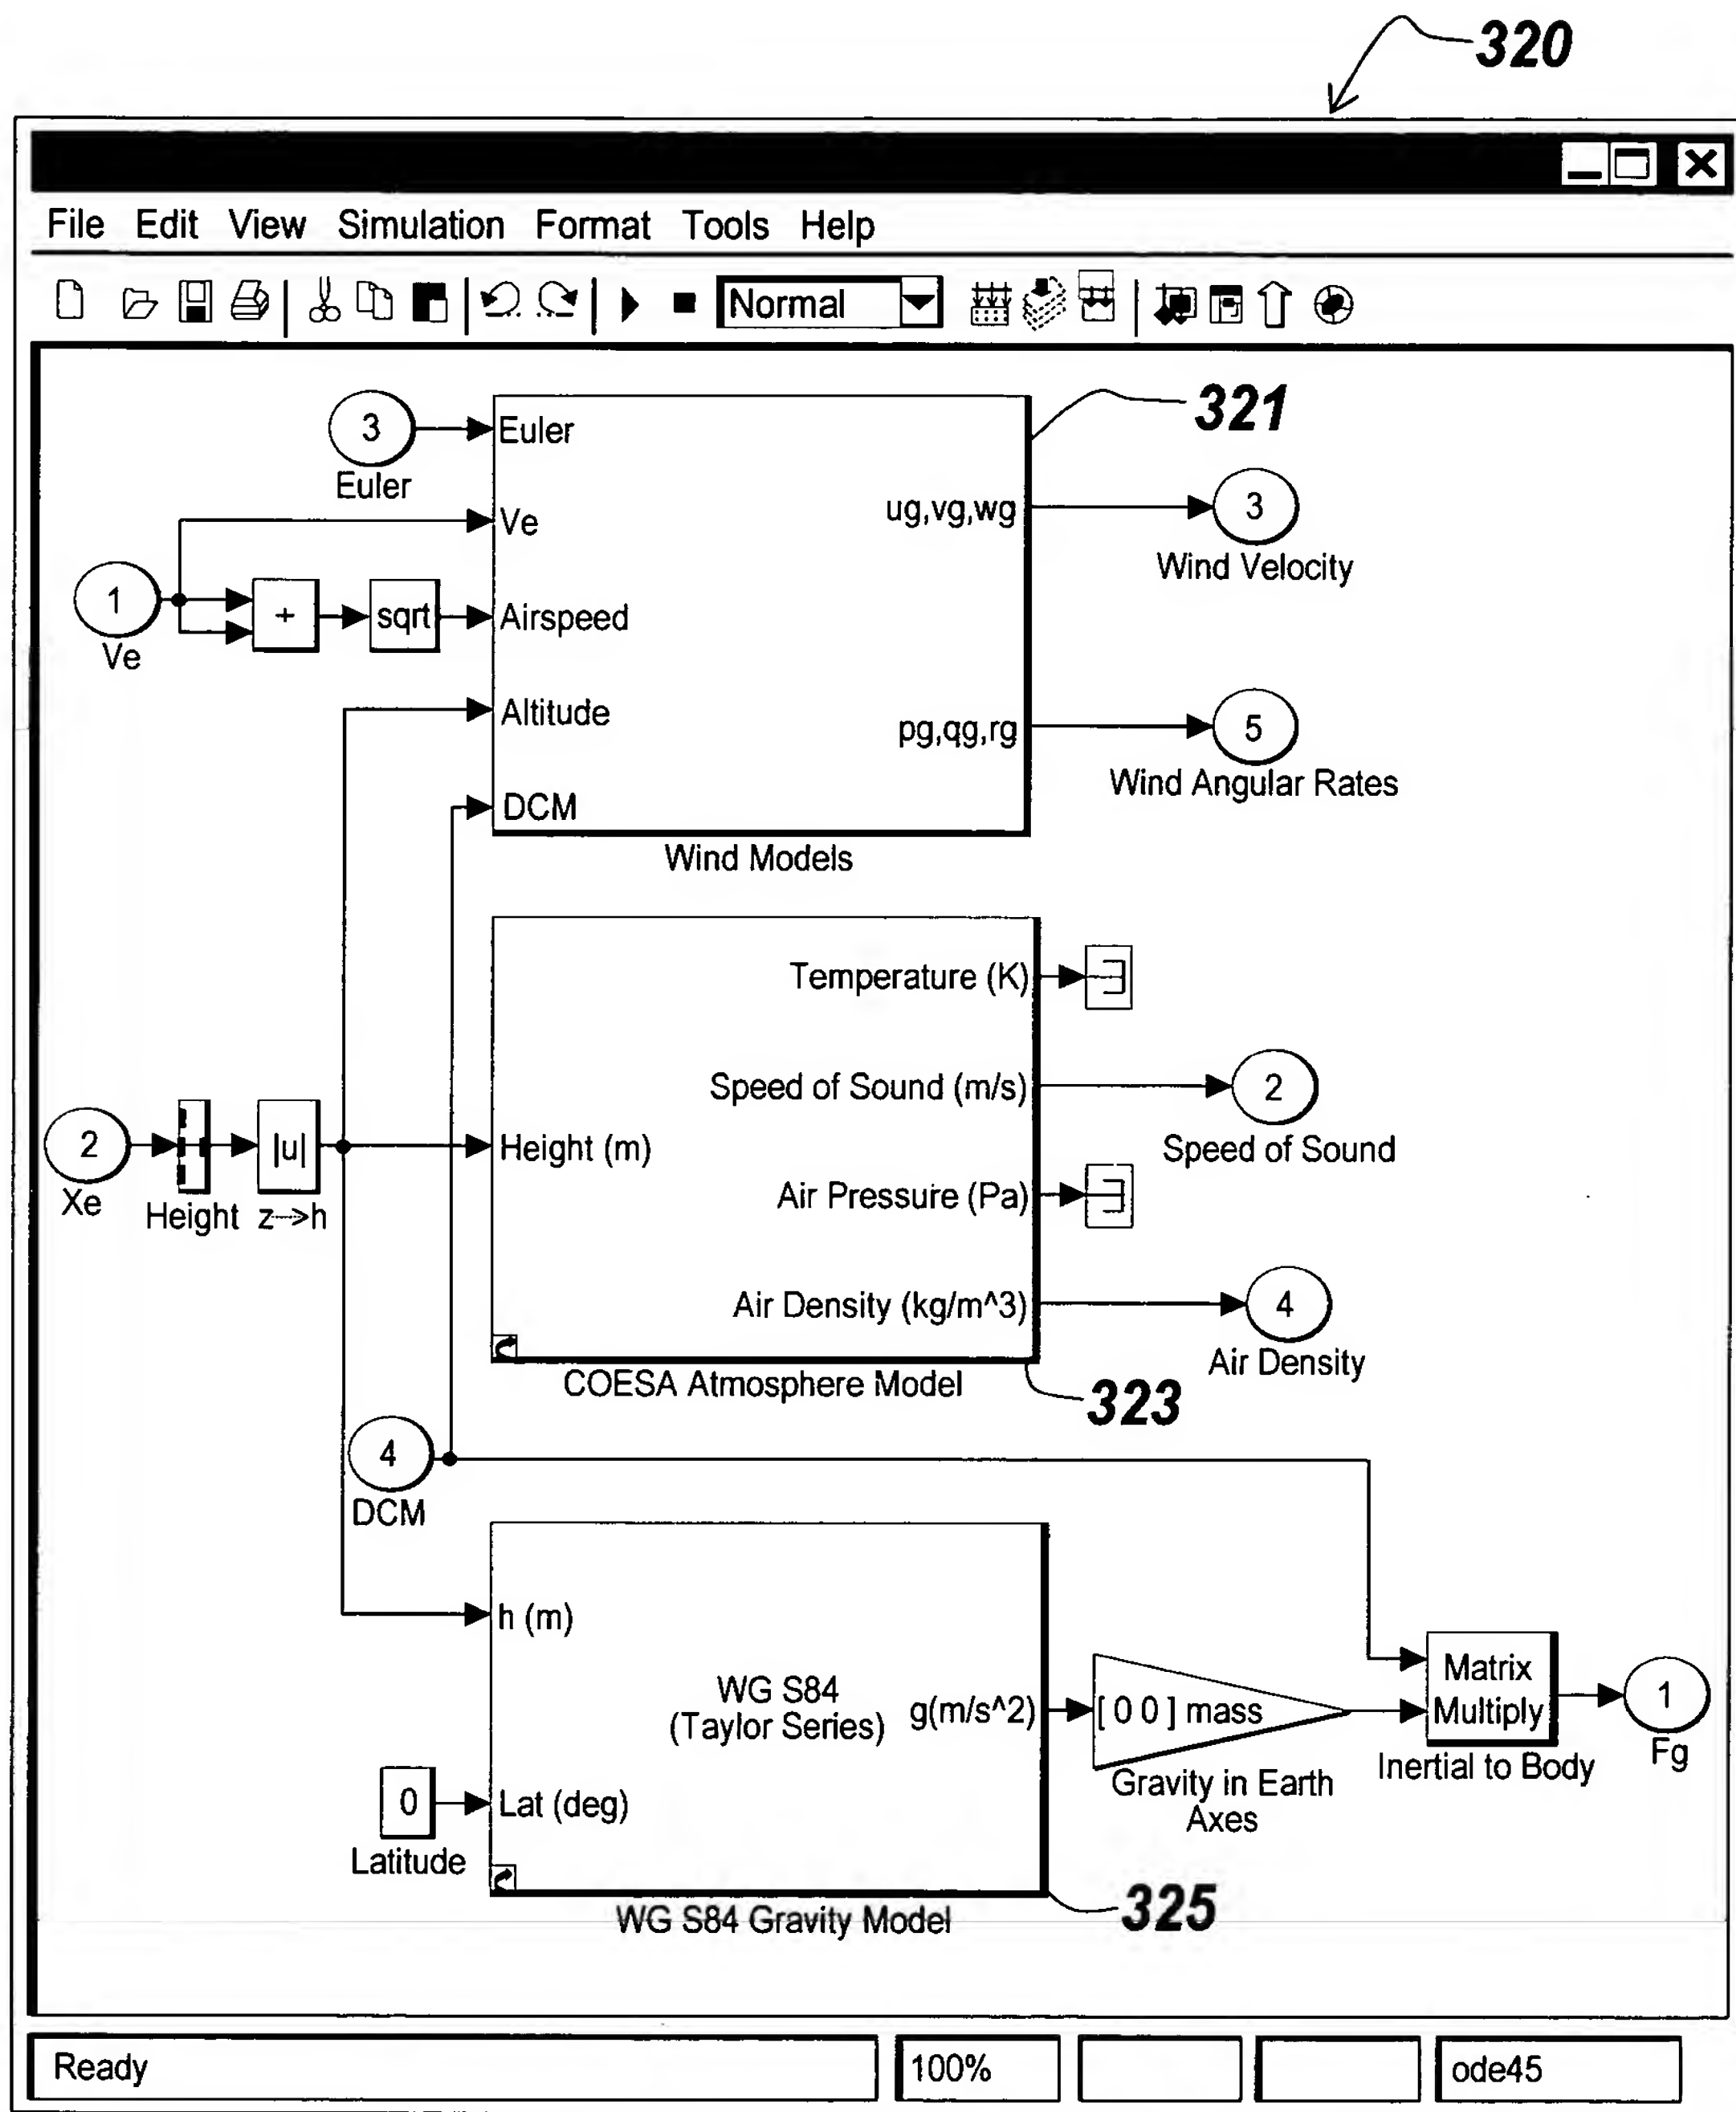 320
File Edit View Simulation Format Tools Help
Normal
3
Euler
Euler
Ve
Airspeed
Altitude
DCM
ug,vg,wg
pg,qg,rg
Wind Models
321
3
Wind Velocity
5
Wind Angular Rates
1
Ve
+
sqrt
2
Xe
Height
|u|
z-->h
Height (m)
Temperature (K)
Speed of Sound (m/s)
Air Pressure (Pa)
Air Density (kg/m^3)
COESA Atmosphere Model
323
2
Speed of Sound
4
Air Density
4
DCM
h (m)
WG S84
(Taylor Series)
g(m/s^2)
Lat (deg)
0
Latitude
WG S84 Gravity Model
325
[ 0 0 ] mass
Gravity in Earth
Axes
Matrix
Multiply
Inertial to Body
1
Fg
Ready
100%
ode45